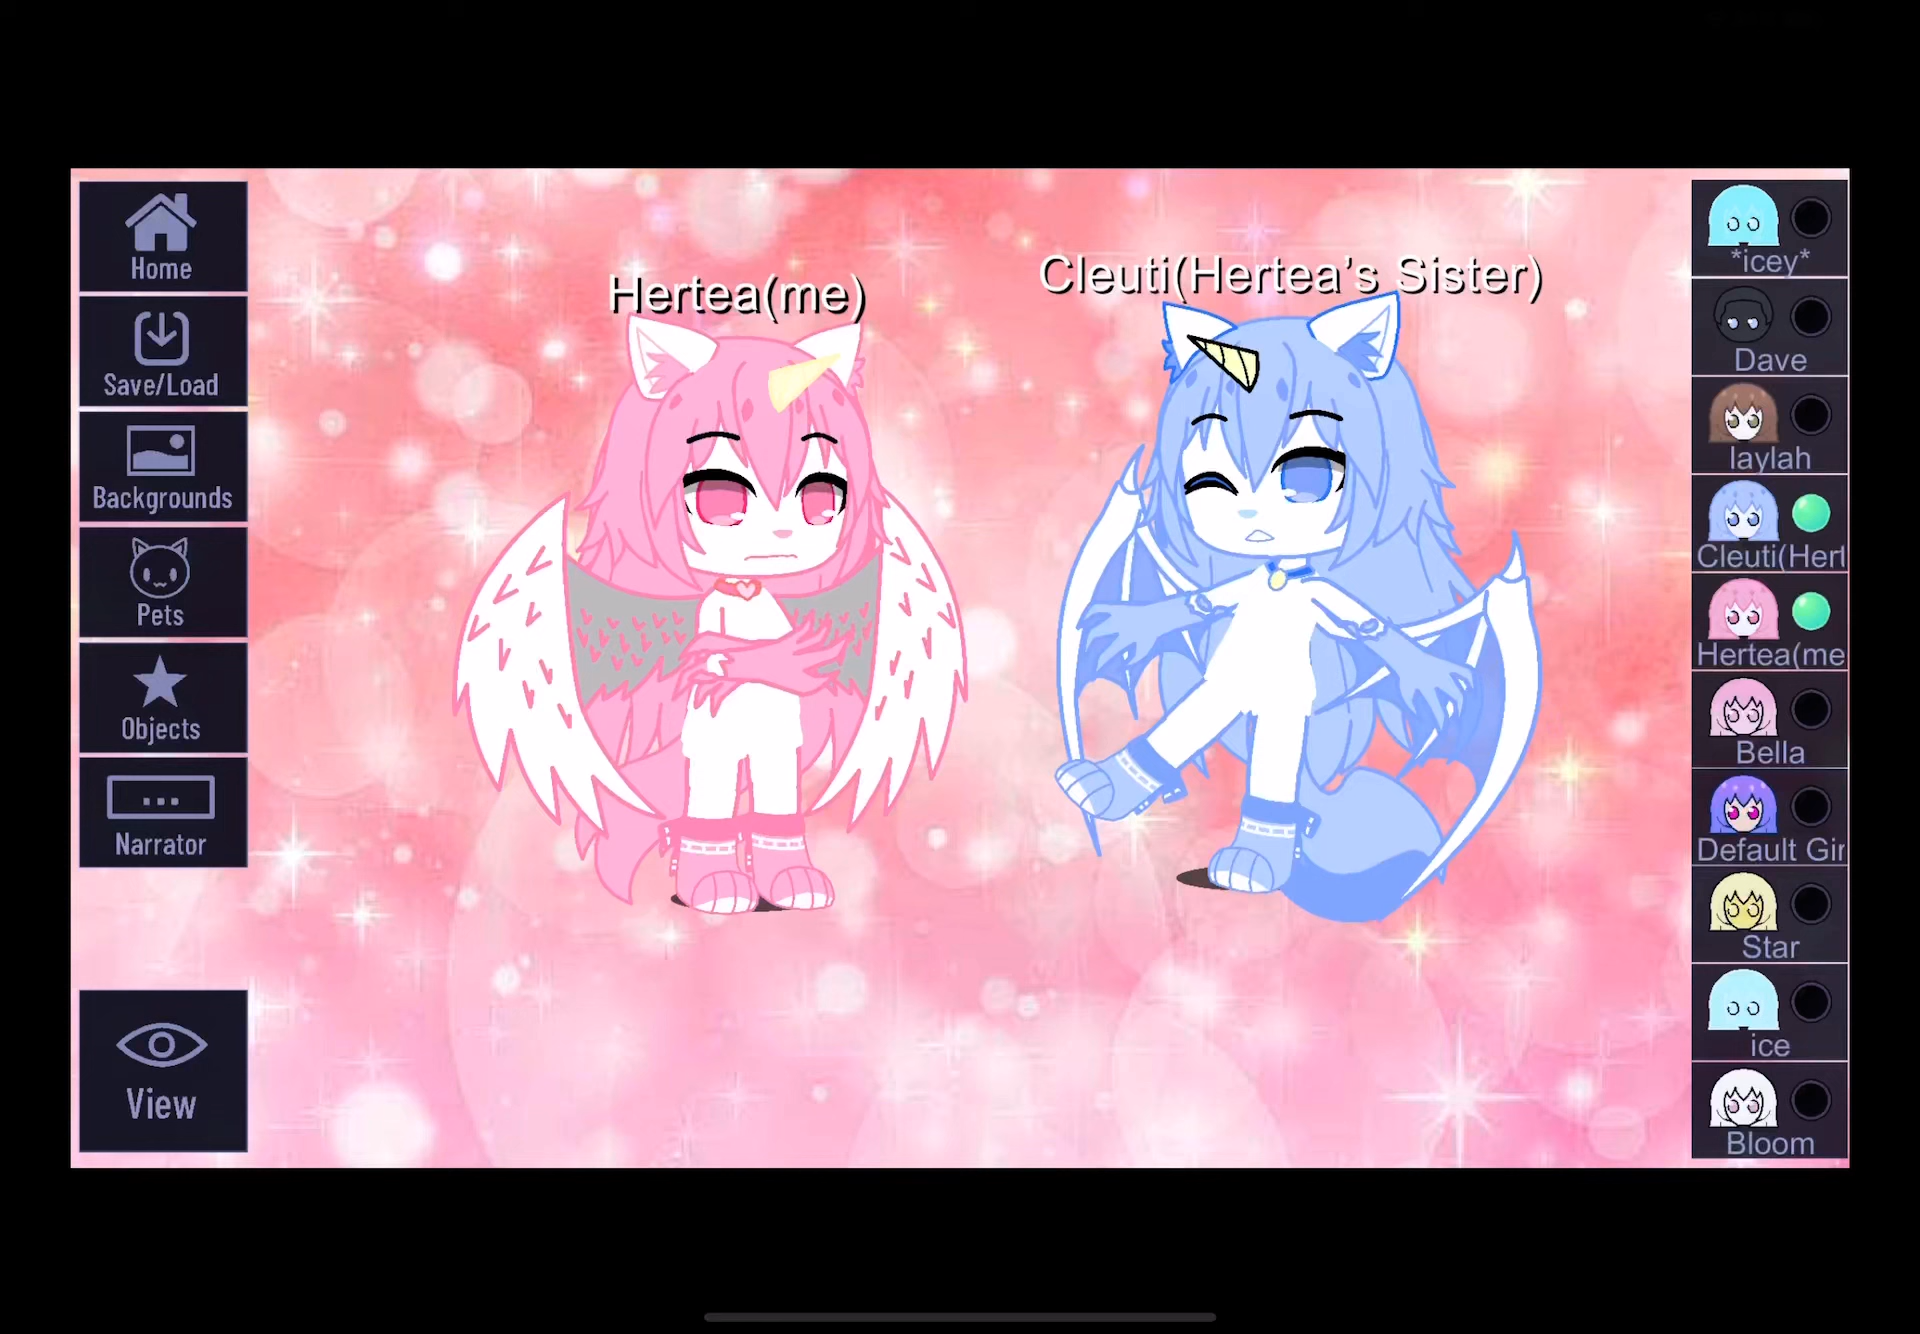 Home
Save/Load
Backgrounds
Pets
Objects
...
Narrator
View
Hertea(me)
Cleuti(Hertea's Sister)
*icey*
Dave
laylah
Cleuti(Hert
Hertea(me
Bella
Default Gir
Star
ice
Bloom